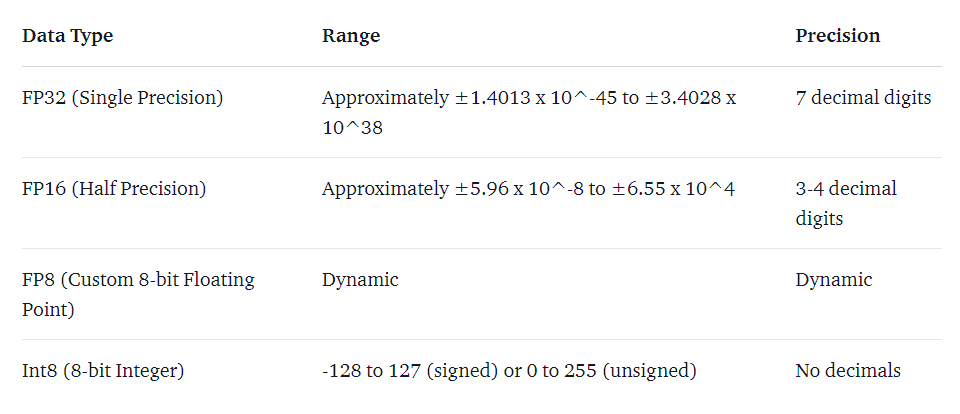 Data Type Range Precision
FP32 (Single Precision) Approximately ±1.4013 x 10^-45 to ±3.4028 x 7 decimal digits
10^38
FP16 (Half Precision) Approximately ±5.96 x 10^-8 to ±6.55 x 10^4 3-4 decimal
digits
FP8 (Custom 8-bit Floating Dynamic Dynamic
Point)
Int8 (8-bit Integer) -128 to 127 (signed) or 0 to 255 (unsigned) No decimals